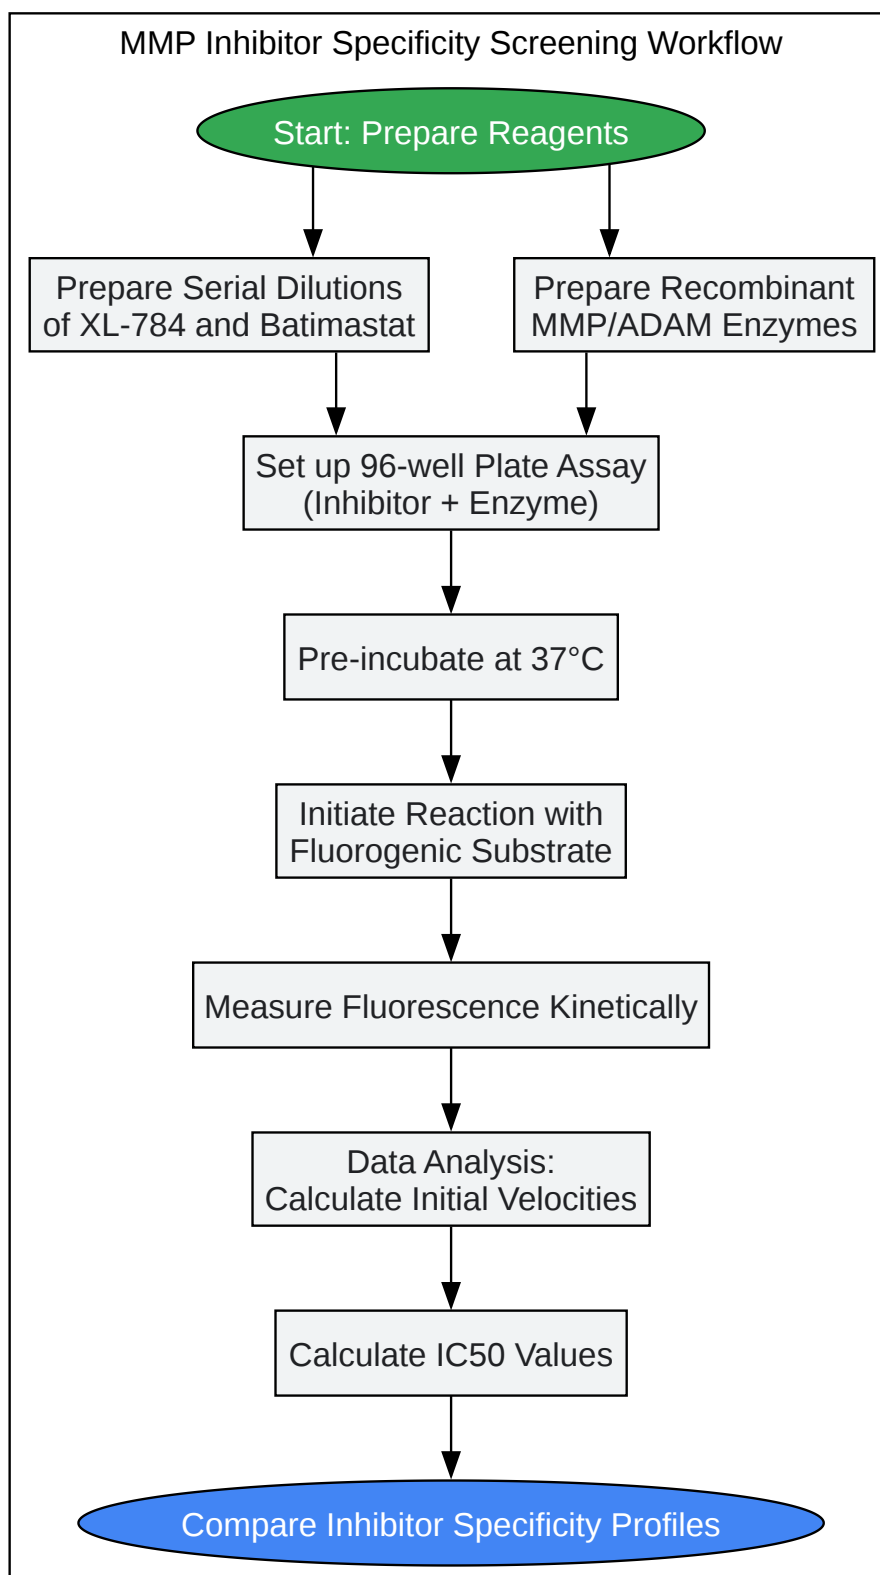 MMP Inhibitor Specificity Screening Workflow
Start: Prepare Reagents
Prepare Serial Dilutions
of XL-784 and Batimastat
Prepare Recombinant
MMP/ADAM Enzymes
Set up 96-well Plate Assay
(Inhibitor + Enzyme)
Pre-incubate at 37°C
Initiate Reaction with
Fluorogenic Substrate
Measure Fluorescence Kinetically
Data Analysis:
Calculate Initial Velocities
Calculate IC50 Values
Compare Inhibitor Specificity Profiles